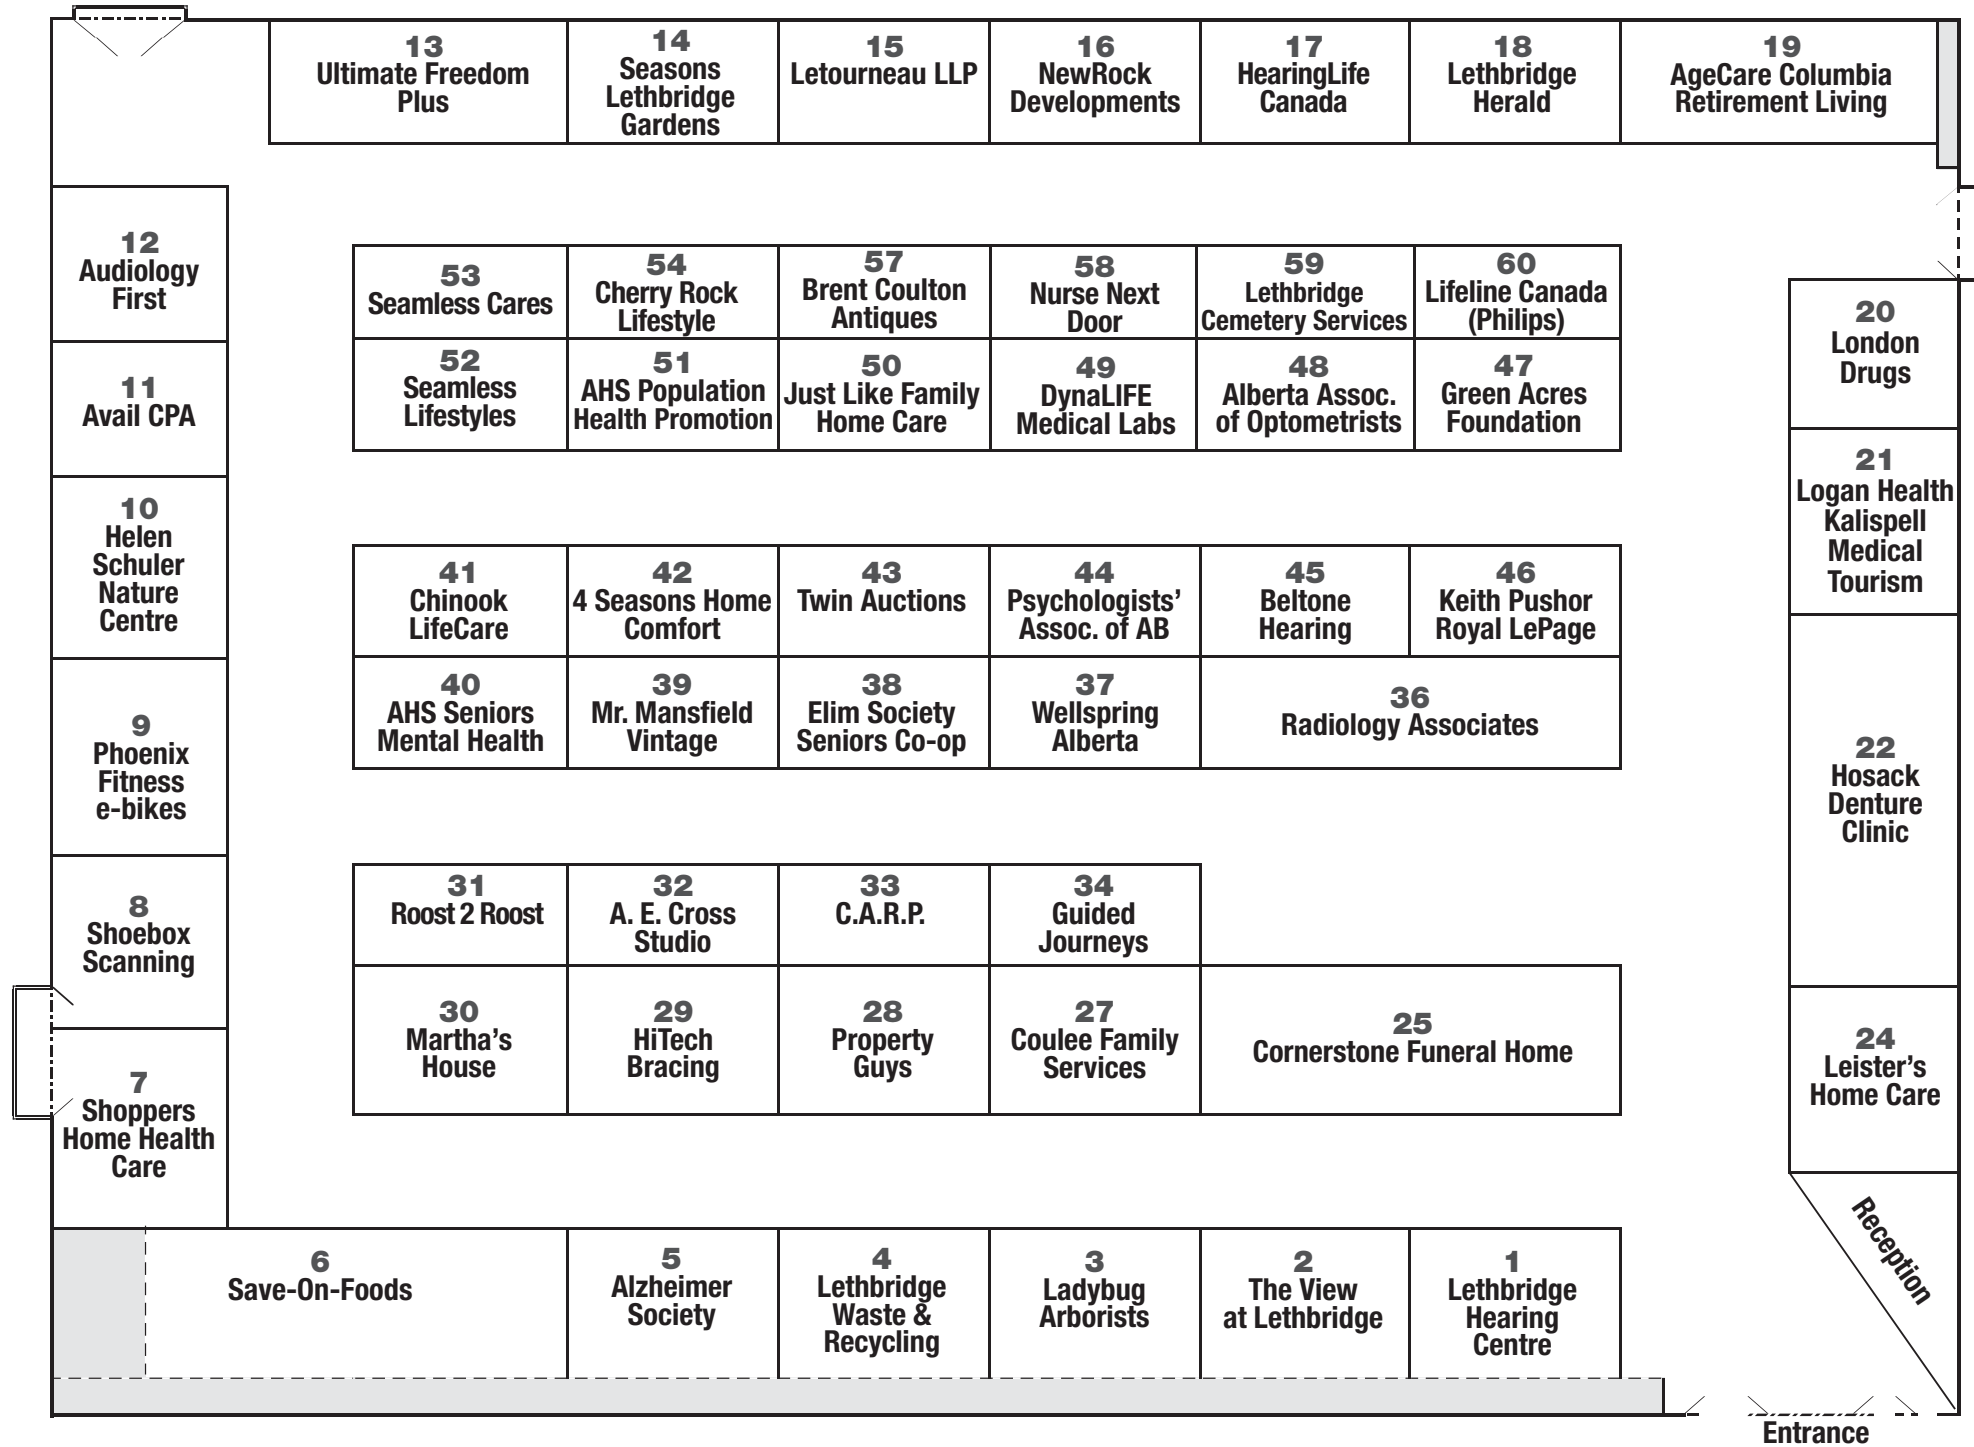 13
Ultimate Freedom
Plus
14
Seasons
Lethbridge
Gardens
15
Letourneau LLP
16
NewRock
Developments
17
HearingLife
Canada
18
Lethbridge
Herald
19
AgeCare Columbia
Retirement Living
12
Audiology
First
11
Avail CPA
10
Helen
Schuler
Nature
Centre
9
Phoenix
Fitness
e-bikes
8
Shoebox
Scanning
7
Shoppers
Home Health
Care
53
Seamless Cares
54
Cherry Rock
Lifestyle
57
Brent Coulton
Antiques
58
Nurse Next
Door
59
Lethbridge
Cemetery Services
60
Lifeline Canada
(Philips)
52
Seamless
Lifestyles
51
AHS Population
Health Promotion
50
Just Like Family
Home Care
49
DynaLIFE
Medical Labs
48
Alberta Assoc.
of Optometrists
47
Green Acres
Foundation
41
Chinook
LifeCare
42
4 Seasons Home
Comfort
43
Twin Auctions
44
Psychologists’
Assoc. of AB
45
Beltone
Hearing
46
Keith Pushor
Royal LePage
40
AHS Seniors
Mental Health
39
Mr. Mansfield
Vintage
38
Elim Society
Seniors Co-op
37
Wellspring
Alberta
36
Radiology Associates
31
Roost 2 Roost
32
A. E. Cross
Studio
33
C.A.R.P.
34
Guided
Journeys
30
Martha’s
House
29
HiTech
Bracing
28
Property
Guys
27
Coulee Family
Services
25
Cornerstone Funeral Home
20
London
Drugs
21
Logan Health
Kalispell
Medical
Tourism
22
Hosack
Denture
Clinic
24
Leister’s
Home Care
Reception
6
Save-On-Foods
5
Alzheimer
Society
4
Lethbridge
Waste &
Recycling
3
Ladybug
Arborists
2
The View
at Lethbridge
1
Lethbridge
Hearing
Centre
Entrance